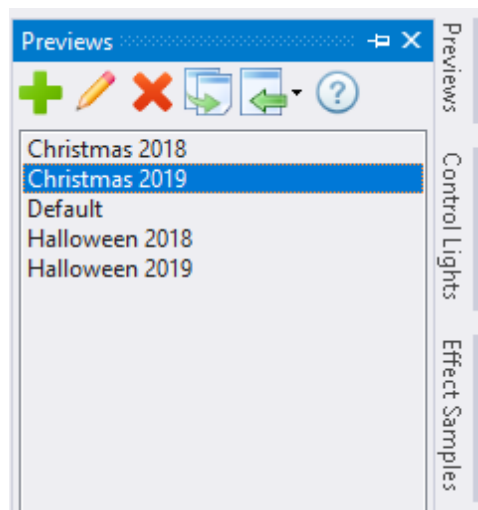 Previews
?
Christmas 2018
Christmas 2019
Default
Halloween 2018
Halloween 2019
Previews
Control Lights
Effect Samples